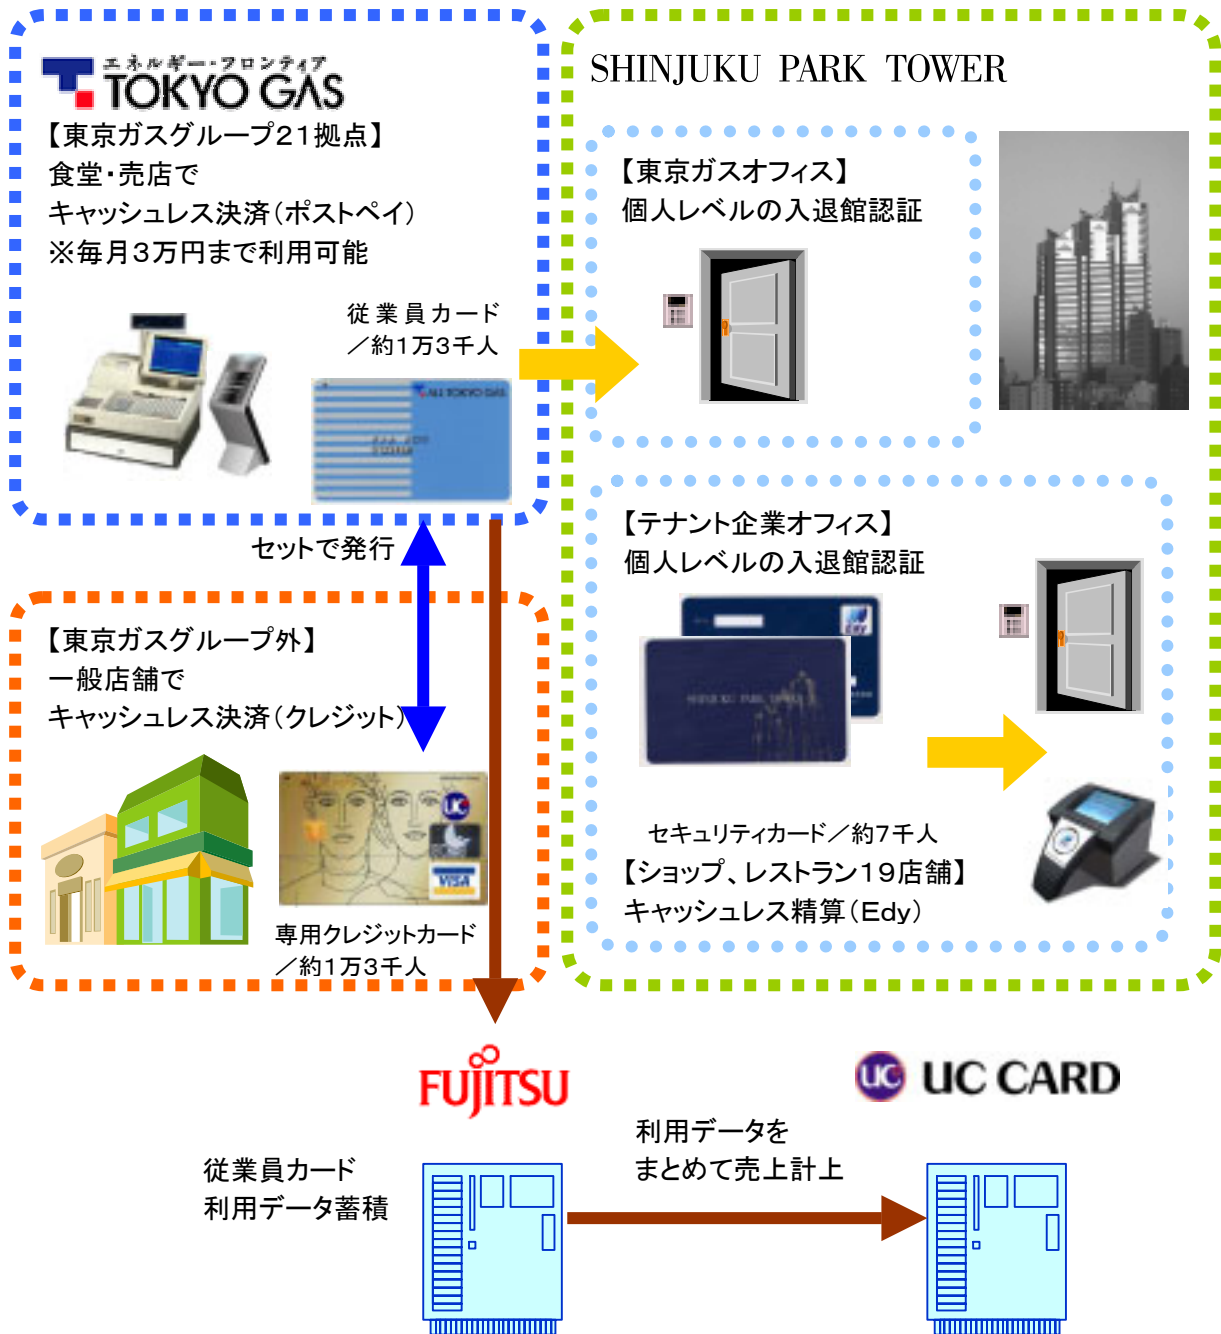 エネルギー・フロンティア
TOKYO GAS
【東京ガスグループ21拠点】
食堂・売店で
キャッシュレス決済（ポストペイ）
※毎月3万円まで利用可能
従業員カード
／約1万3千人
セットで発行
【東京ガスグループ外】
一般店舗で
キャッシュレス決済（クレジット）
UC
VISA
専用クレジットカード
／約1万3千人
SHINJUKU PARK TOWER
【東京ガスオフィス】
個人レベルの入退館認証
【テナント企業オフィス】
個人レベルの入退館認証
Edy
SHINJUKU PARK TOWER
セキュリティカード／約7千人
【ショップ、レストラン19店舗】
キャッシュレス精算（Edy）
FUJITSU
UC UC CARD
従業員カード
利用データ蓄積
利用データを
まとめて売上計上